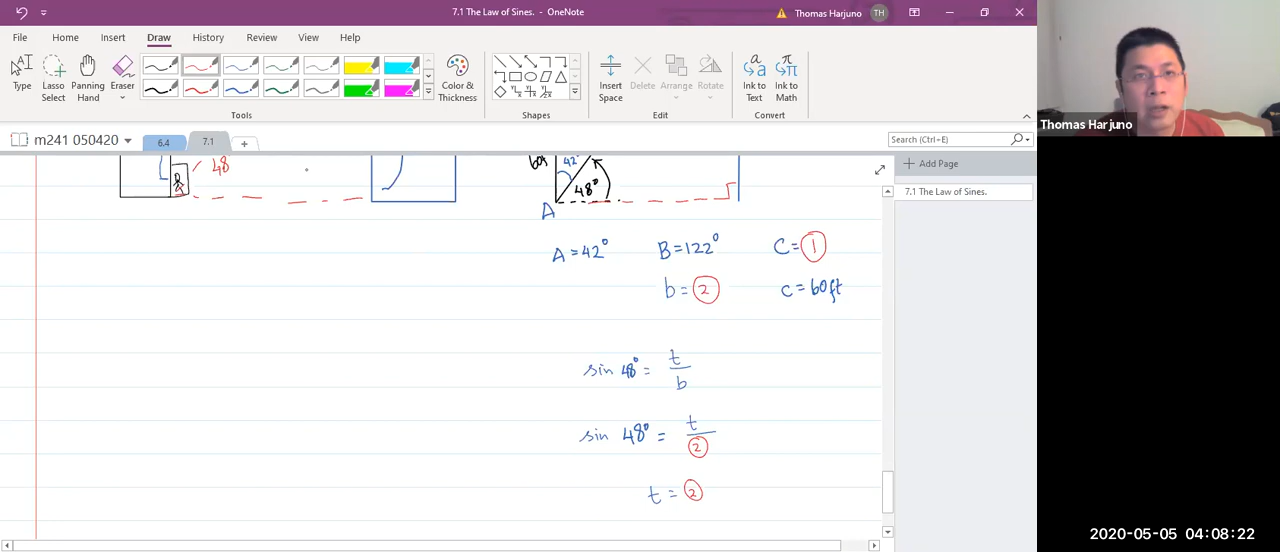 7.1 The Law of Sines. - OneNote
Thomas Harjuno TH
File Home Insert Draw History Review View Help
Type Lasso Select Panning Hand Eraser Color & Thickness Insert Space Delete Arrange Rotate Ink to Text Ink to Math
Tools Shapes Edit Convert
Thomas Harjuno
m241 050420 6.4 7.1 Search (Ctrl+E)
Add Page
7.1 The Law of Sines.
48
60ft 42°
48°
A
A = 42° B = 122° C = 1
b = 2 c = 60ft
sin 48° = t/b
sin 48° = t/2
t = 2
2020-05-05 04:08:22